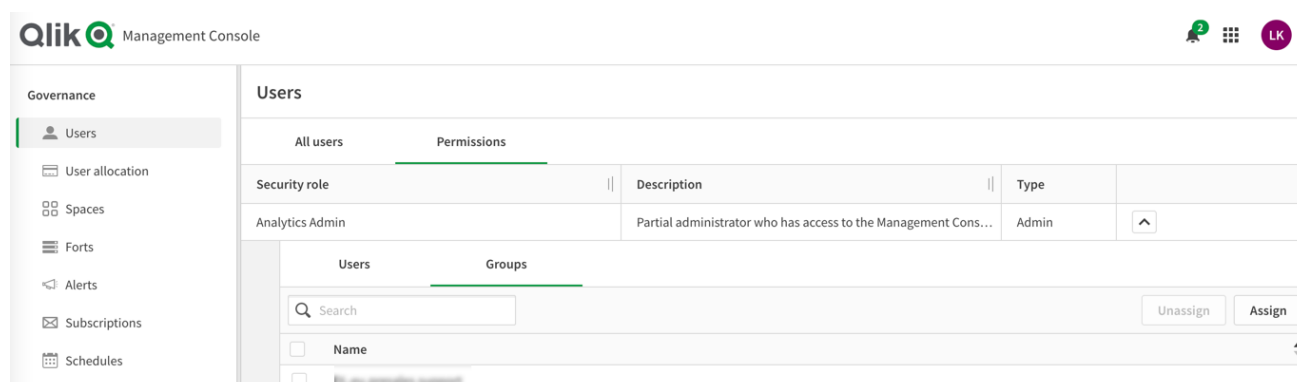 Qlik Management Console 2 LK
Governance
Users
User allocation
Spaces
Forts
Alerts
Subscriptions
Schedules
Users
All users Permissions
Security role Description Type
Analytics Admin Partial administrator who has access to the Management Cons... Admin
Users Groups
Search Unassign Assign
Name